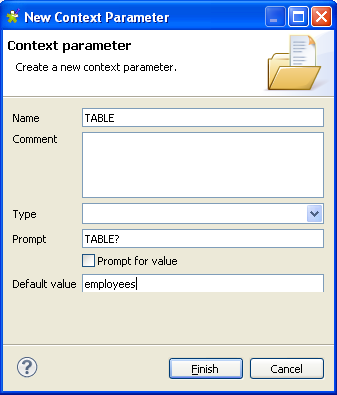 New Context Parameter
Context parameter
Create a new context parameter.
Name TABLE
Comment
Type
Prompt TABLE?
Prompt for value
Default value employees
? Finish Cancel